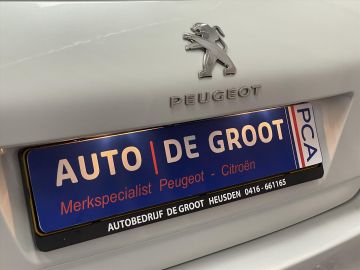 PEUGEOT
AUTO | DE GROOT
PCA
Merkspecialist Peugeot - Citroën
AUTOBEDRIJF DE GROOT HEUSDEN 0416 - 661165